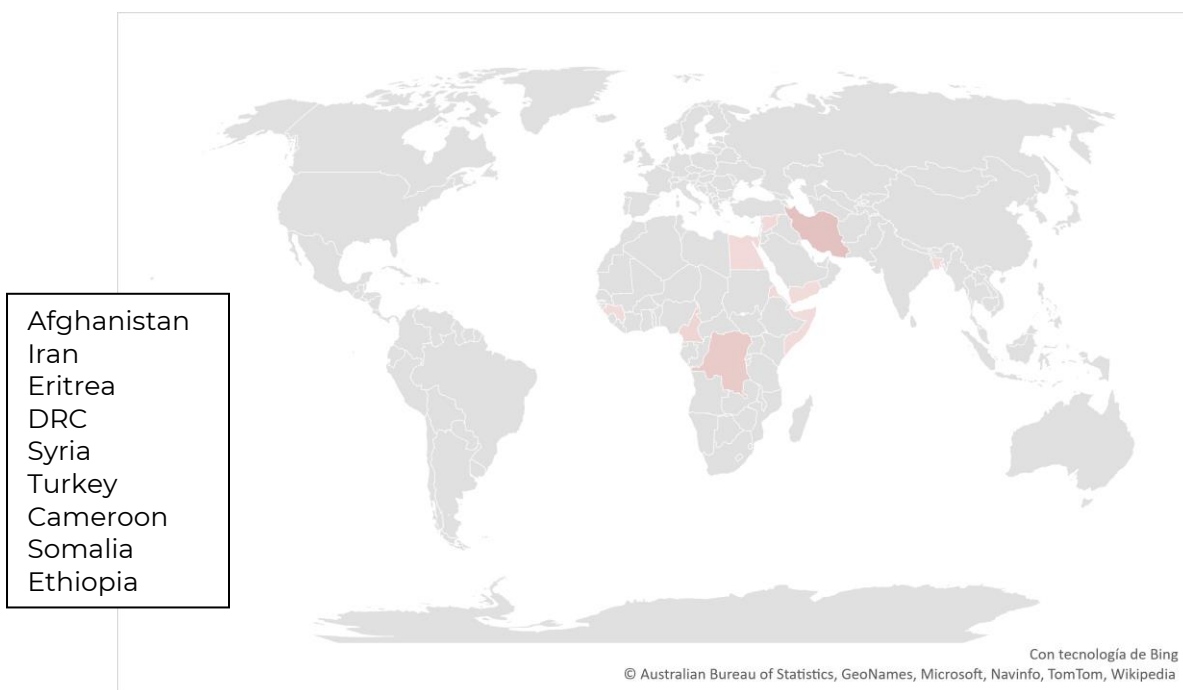 Afghanistan
Iran
Eritrea
DRC
Syria
Turkey
Cameroon
Somalia
Ethiopia
Con tecnología de Bing
© Australian Bureau of Statistics, GeoNames, Microsoft, Navinfo, TomTom, Wikipedia